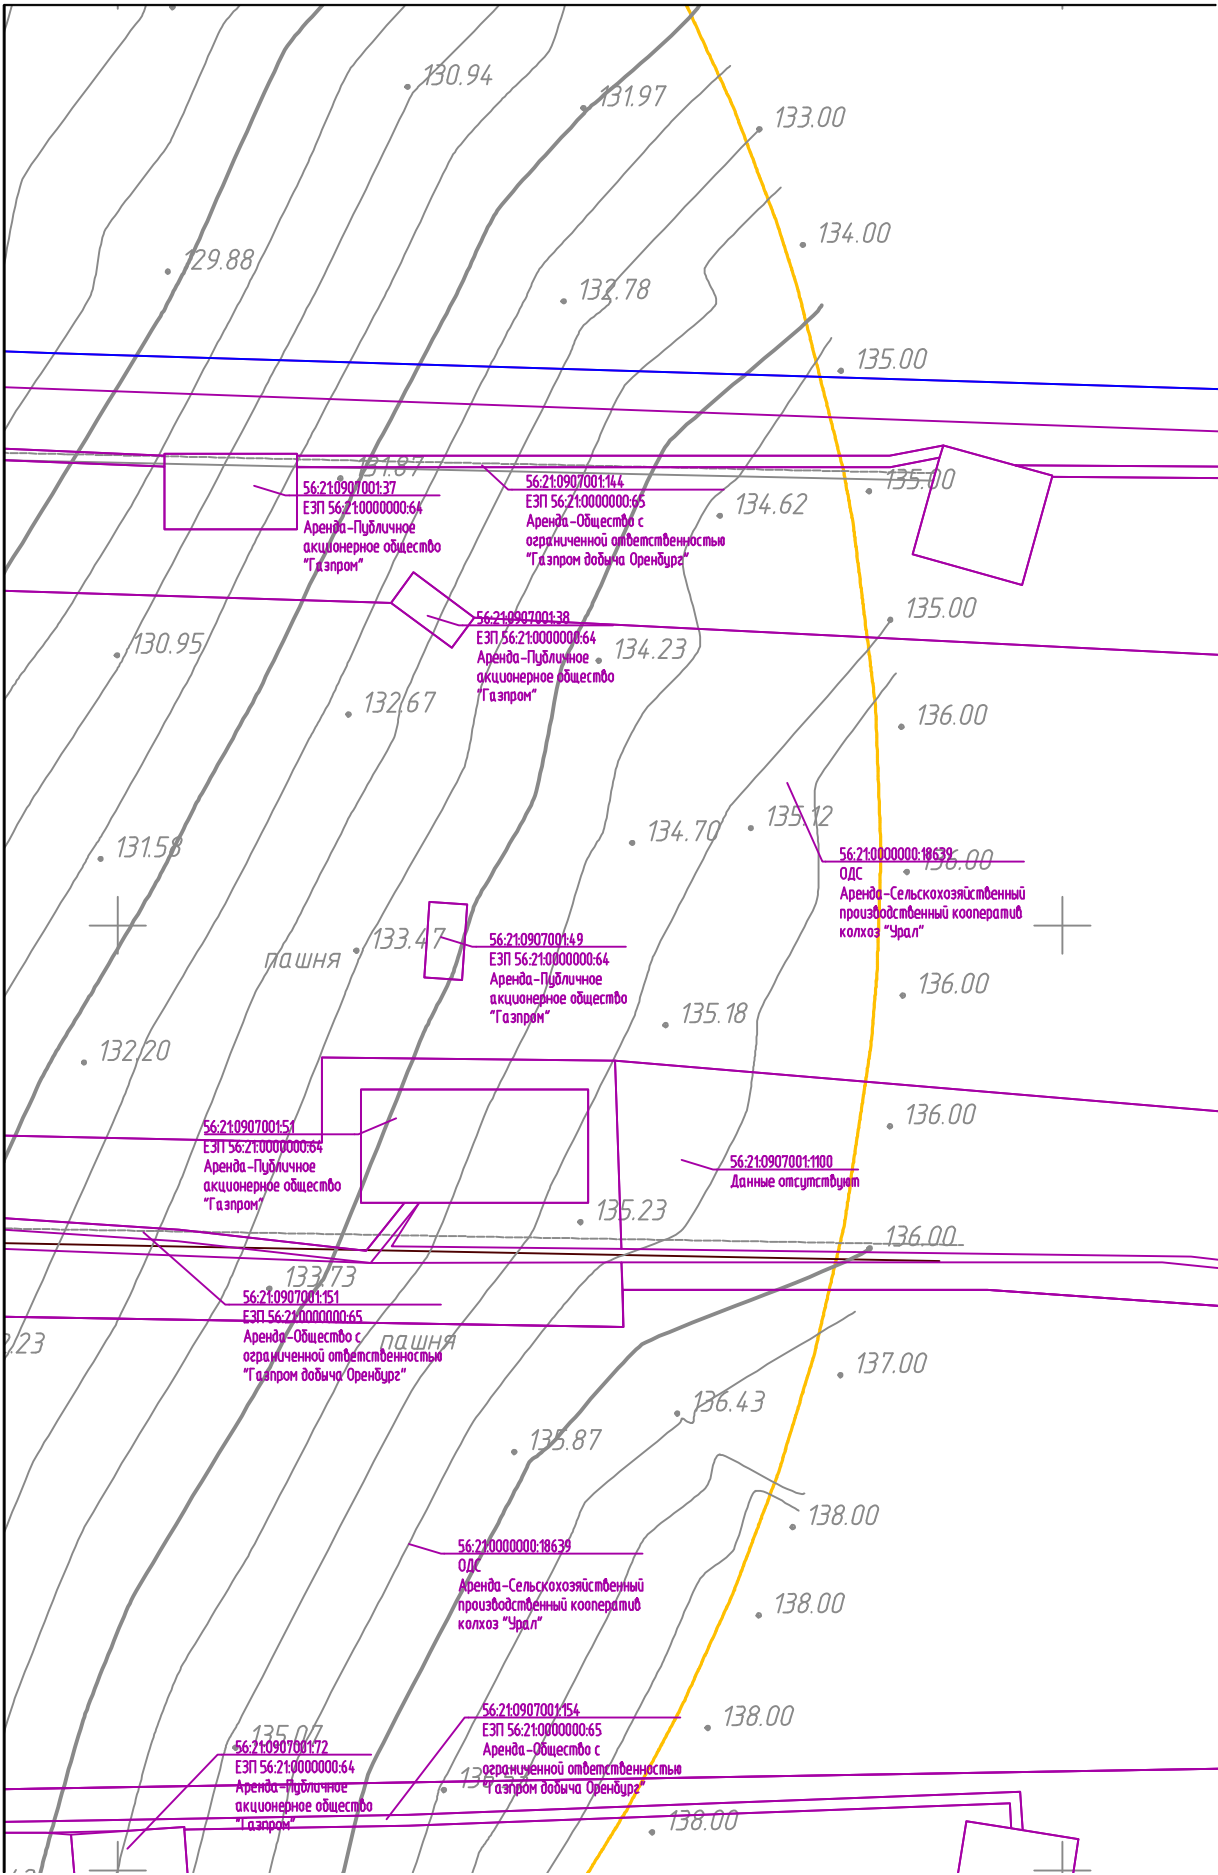 130.94
131.97
133.00
134.00
129.88
132.78
135.00
131.87
56:21:0907001:37
ЕЗП 56:21:0000000:64
Аренда-Публичное
акционерное общество
"Газпром"
56:21:0907001:144
ЕЗП 56:21:0000000:65
Аренда-Общество с
ограниченной ответственностью
"Газпром добыча Оренбург"
134.62
135.00
56:21:0907001:38
ЕЗП 56:21:0000000:64
Аренда-Публичное
акционерное общество
"Газпром"
135.00
130.95
134.23
132.67
136.00
134.70
135.12
131.58
56:21:0000000:18639
ОДС
Аренда-Сельскохозяйственный
производственный кооператив
колхоз "Урал"
136.00
133.47
пашня
56:21:0907001:49
ЕЗП 56:21:0000000:64
Аренда-Публичное
акционерное общество
"Газпром"
136.00
135.18
132.20
136.00
56:21:0907001:51
ЕЗП 56:21:0000000:64
Аренда-Публичное
акционерное общество
"Газпром"
56:21:0907001:1100
Данные отсутствуют
135.23
136.00
133.73
56:21:0907001:151
ЕЗП 56:21:0000000:65
Аренда-Общество с
ограниченной ответственностью
"Газпром добыча Оренбург"
.23
пашня
137.00
136.43
135.87
138.00
56:21:0000000:18639
ОДС
Аренда-Сельскохозяйственный
производственный кооператив
колхоз "Урал"
138.00
138.00
135.07
56:21:0907001:72
ЕЗП 56:21:0000000:64
Аренда-Публичное
акционерное общество
"Газпром"
56:21:0907001:154
ЕЗП 56:21:0000000:65
Аренда-Общество с
ограниченной ответственностью
"Газпром добыча Оренбург"
138.00